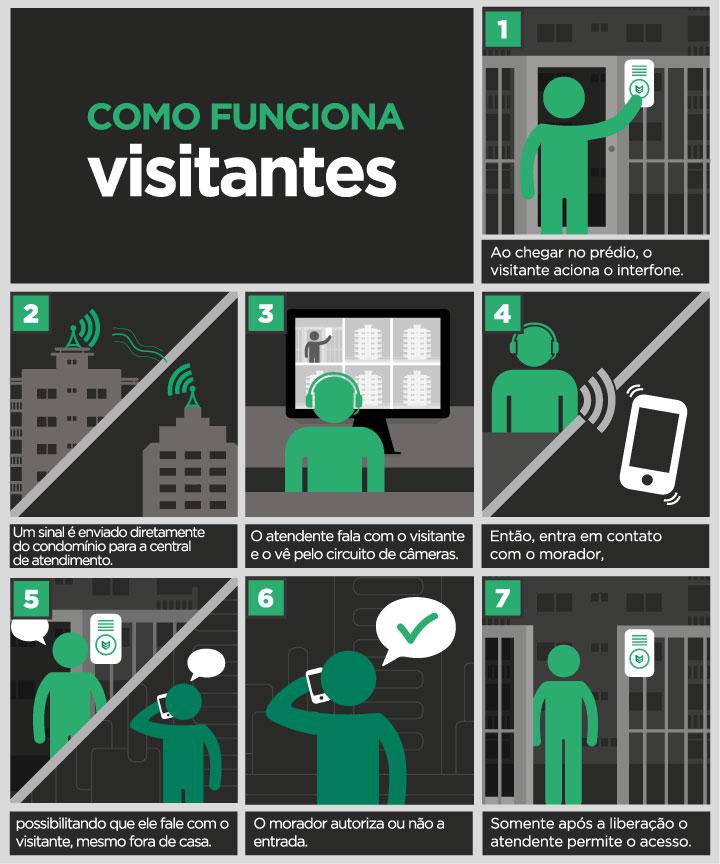 COMO FUNCIONA
visitantes
1
Ao chegar no prédio, o
visitante aciona o interfone.
2
Um sinal é enviado diretamente
do condomínio para a central
de atendimento.
3
O atendente fala com o visitante
e o vê pelo circuito de câmeras.
4
Então, entra em contato
com o morador,
5
possibilitando que ele fale com o
visitante, mesmo fora de casa.
6
O morador autoriza ou não a
entrada.
7
Somente após a liberação o
atendente permite o acesso.